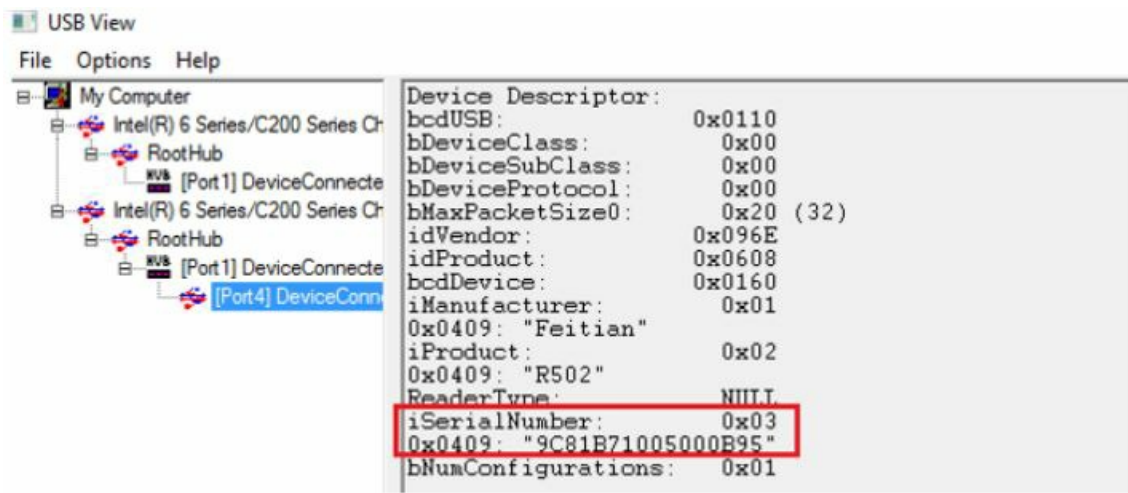 USB View
File Options Help
My Computer
Intel(R) 6 Series/C200 Series Ch
RootHub
[Port1] DeviceConnecte
Intel(R) 6 Series/C200 Series Ch
RootHub
[Port1] DeviceConnecte
[Port4] DeviceConn
Device Descriptor:
bcdUSB: 0x0110
bDeviceClass: 0x00
bDeviceSubClass: 0x00
bDeviceProtocol: 0x00
bMaxPacketSize0: 0x20 (32)
idVendor: 0x096E
idProduct: 0x0608
bcdDevice: 0x0160
iManufacturer: 0x01
0x0409: "Feitian"
iProduct: 0x02
0x0409: "R502"
ReaderType: NULL
iSerialNumber: 0x03
0x0409: "9C81B71005000B95"
bNumConfigurations: 0x01